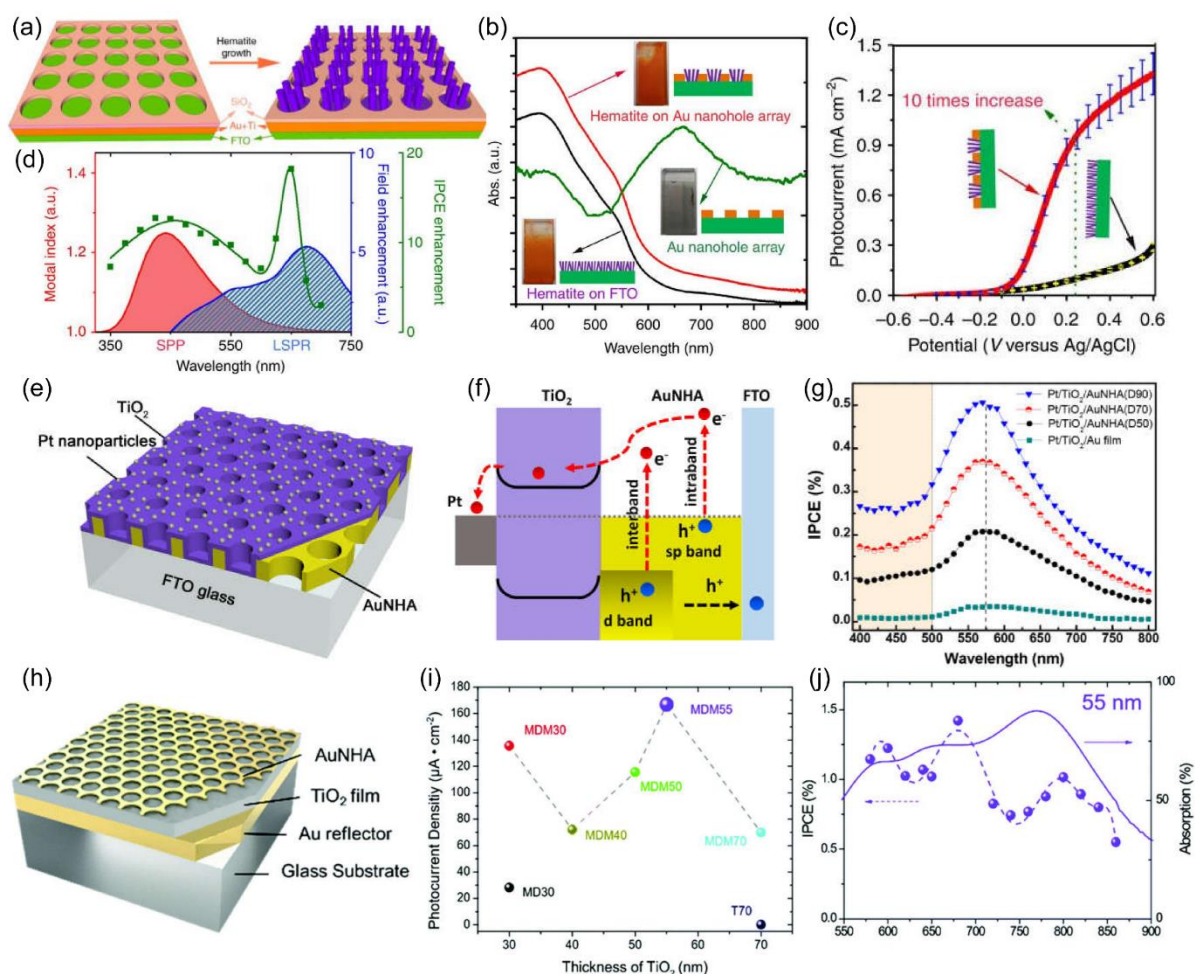 (a)
Hematite
growth
SiO₂
Au+Ti
FTO
(b)
Abs. (a.u.)
Hematite on Au nanohole array
Au nanohole array
Hematite on FTO
400 500 600 700 800 900
Wavelength (nm)
(c)
Photocurrent (mA cm⁻²)
1.5
1.2
0.9
0.6
0.3
0.0
10 times increase
−0.6 −0.4 −0.2 0.0 0.2 0.4 0.6
Potential (V versus Ag/AgCl)
(d)
Modal index (a.u.)
1.4
1.3
1.2
1.1
1.0
10
9
6
3
0
Field enhancement
(a.u.)
20
15
10
5
0
IPCE enhancement
350 SPP 550 LSPR 750
Wavelength (nm)
(e)
TiO₂
Pt nanoparticles
FTO glass
AuNHA
(f)
TiO₂ AuNHA FTO
e⁻
e⁻
Pt
interband
intraband
h⁺
sp band
h⁺
d band
h⁺
(g)
IPCE (%)
0.5
0.4
0.3
0.2
0.1
0.0
Pt/TiO₂/AuNHA(D90)
Pt/TiO₂/AuNHA(D70)
Pt/TiO₂/AuNHA(D50)
Pt/TiO₂/Au film
400 450 500 550 600 650 700 750 800
Wavelength (nm)
(h)
AuNHA
TiO₂ film
Au reflector
Glass Substrate
(i)
Photocurrent Densitiy (µA • cm⁻²)
180
160
140
120
100
80
60
40
20
0
MDM55
MDM30
MDM50
MDM40
MDM70
MD30
T70
30 40 50 60 70
Thickness of TiO₂ (nm)
(j)
55 nm
IPCE (%)
1.5%
1.0%
0.5%
0.0%
100
50
0
Absorption (%)
550 600 650 700 750 800 850 900